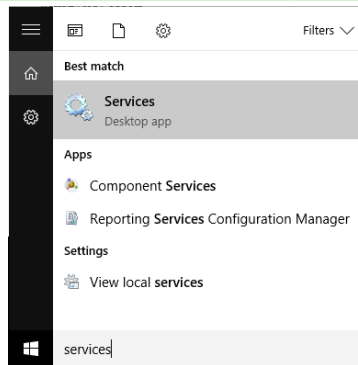 Filters
Best match
Services
Desktop app
Apps
Component Services
Reporting Services Configuration Manager
Settings
View local services
services